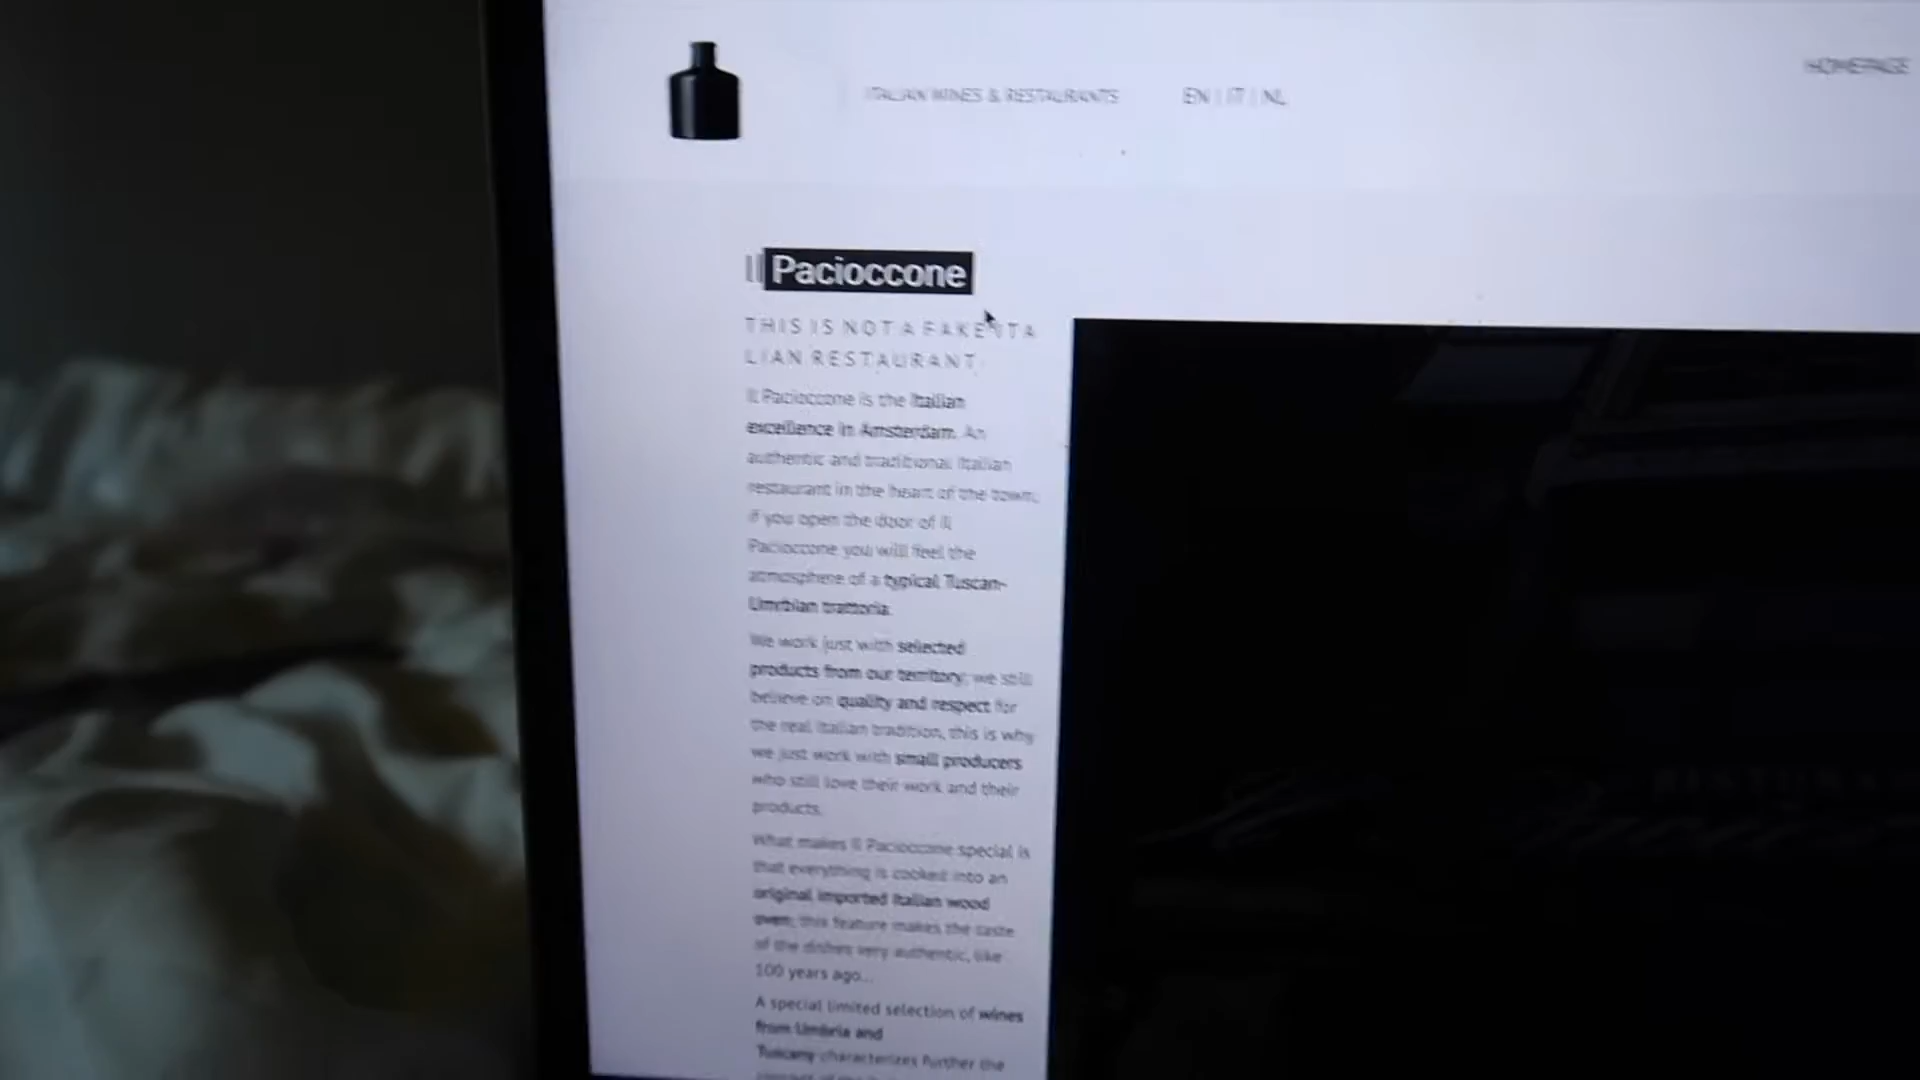 ITALIAN WINES & RESTAURANTS
EN | IT | NL
HOMEPAGE
Il Pacioccone
THIS IS NOT A FAKE ITA
LIAN RESTAURANT
Il Pacioccone is the Italian
excellence in Amsterdam. An
authentic and traditional Italian
restaurant in the heart of the town,
if you open the door of Il
Pacioccone you will feel the
atmosphere of a typical Tuscan-
Umrbian trattoria.
We work just with selected
products from our territory; we still
believe on quality and respect for
the real Italian tradition, this is why
we just work with small producers
who still love their work and their
products.
What makes Il Pacioccone special is
that everything is cooked into an
original imported Italian wood
oven; this feature makes the taste
of the dishes very authentic, like
100 years ago...
A special limited selection of wines
from Umbria and
Tuscany characterizes further the